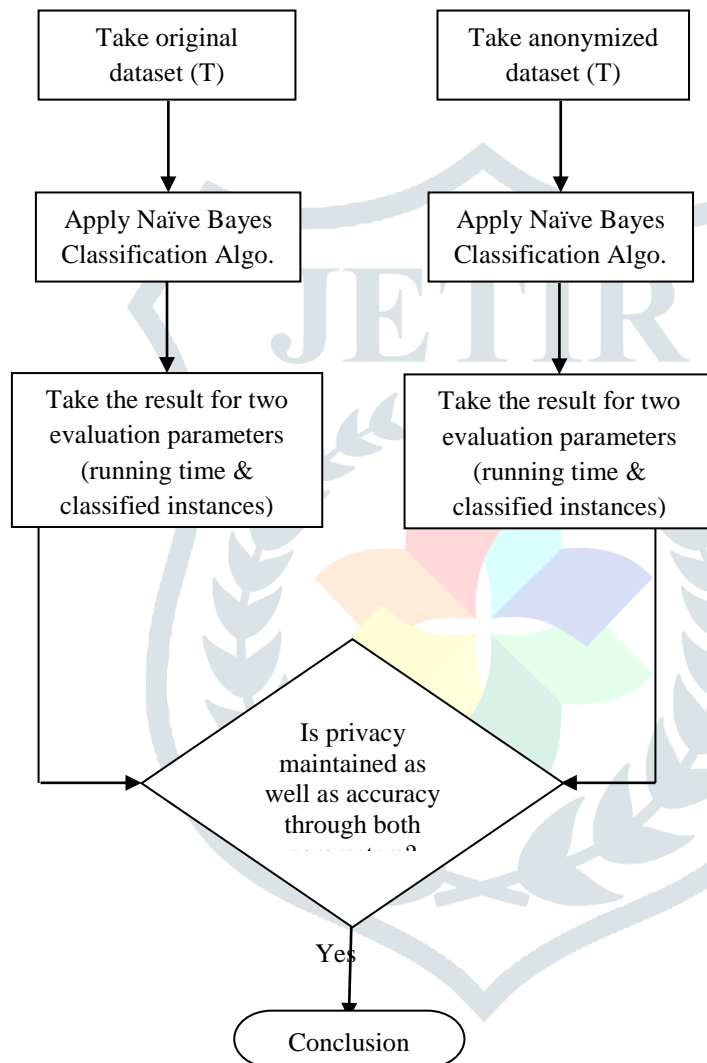 Take original
dataset (T)
Take anonymized
dataset (T)
Apply Naïve Bayes
Classification Algo.
Apply Naïve Bayes
Classification Algo.
JETIR
Take the result for two
evaluation parameters
(running time &
classified instances)
Take the result for two
evaluation parameters
(running time &
classified instances)
Is privacy
maintained as
well as accuracy
through both
Yes
Conclusion